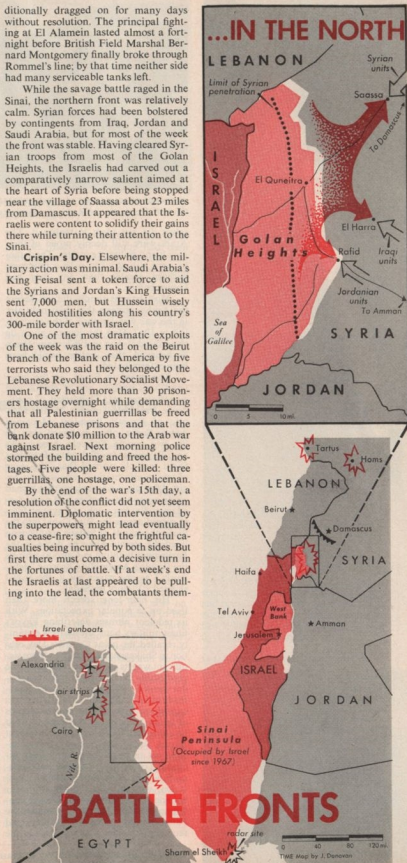 ditionally dragged on for many days
without resolution. The principal fight-
ing at El Alamein lasted almost a fort-
night before British Field Marshal Ber-
nard Montgomery finally broke through
Rommel's line; by that time neither side
had many serviceable tanks left.
While the savage battle raged in the
Sinai, the northern front was relatively
calm. Syrian forces had been bolstered
by contingents from Iraq, Jordan and
Saudi Arabia, but for most of the week
the front was static. Having cleared Syr-
ian troops from most of the Golan
Heights, the Israelis had carved out a
comparatively narrow salient aimed at
the heart of Syria before being stopped
near the village of Saassa about 23 miles
from Damascus. It appeared that the Is-
raelis were content to solidify their gains
there while turning their attention to the
Sinai.
Crispin's Day. Elsewhere, the mil-
itary action was minimal. Saudi Arabia's
King Feisal sent a token force to aid
the Syrians and Jordan's King Hussein
sent 7,000 men, but Hussein wisely
avoided hostilities along his country's
300-mile border with Israel.
One of the most dramatic exploits
of the week was the raid on the Beirut
branch of the Bank of America by five
terrorists who said they belonged to the
Lebanese Revolutionary Socialist Move-
ment. They held more than 30 prison-
ers hostage overnight while demanding
that all Palestinian guerrillas be freed
from Lebanese prisons and that the
bank donate $10 million to the Arab war
against Israel. Next morning police
stormed the building and freed the hos-
tages. Five people were killed: three
guerrillas, one hostage, one policeman.
By the end of the war's 15th day, a
resolution of the conflict did not yet seem
imminent. Diplomatic intervention by
the superpowers might lead eventually
to a cease-fire; so might the frightful ca-
sualties being incurred by both sides. But
first there must come a decisive turn in
the fortunes of battle. If at week's end
the Israelis at last appeared to be pull-
ing into the lead, the combatants them-
...IN THE NORTH
LEBANON
Syrian
units
Limit of Syrian
penetration
Saassa
To Damascus
ISRAEL
El Quneitra
El Harra
Golan
Heights
Rafid
Iraqi
units
Jordanian
units
To Amman
Sea
of
Galilee
SYRIA
JORDAN
0 5 10 mi.
Tartus
Homs
LEBANON
Beirut
Damascus
SYRIA
Haifa
Tel Aviv
West
Bank
Amman
Jerusalem
Israeli gunboats
ISRAEL
Alexandria
air strips
JORDAN
Cairo
Sinai
Peninsula
(Occupied by Israel
since 1967)
Nile R.
BATTLE FRONTS
radar site
0 40 80 120 mi.
EGYPT
Sharm el Sheikh
TIME Map by J. Donovan